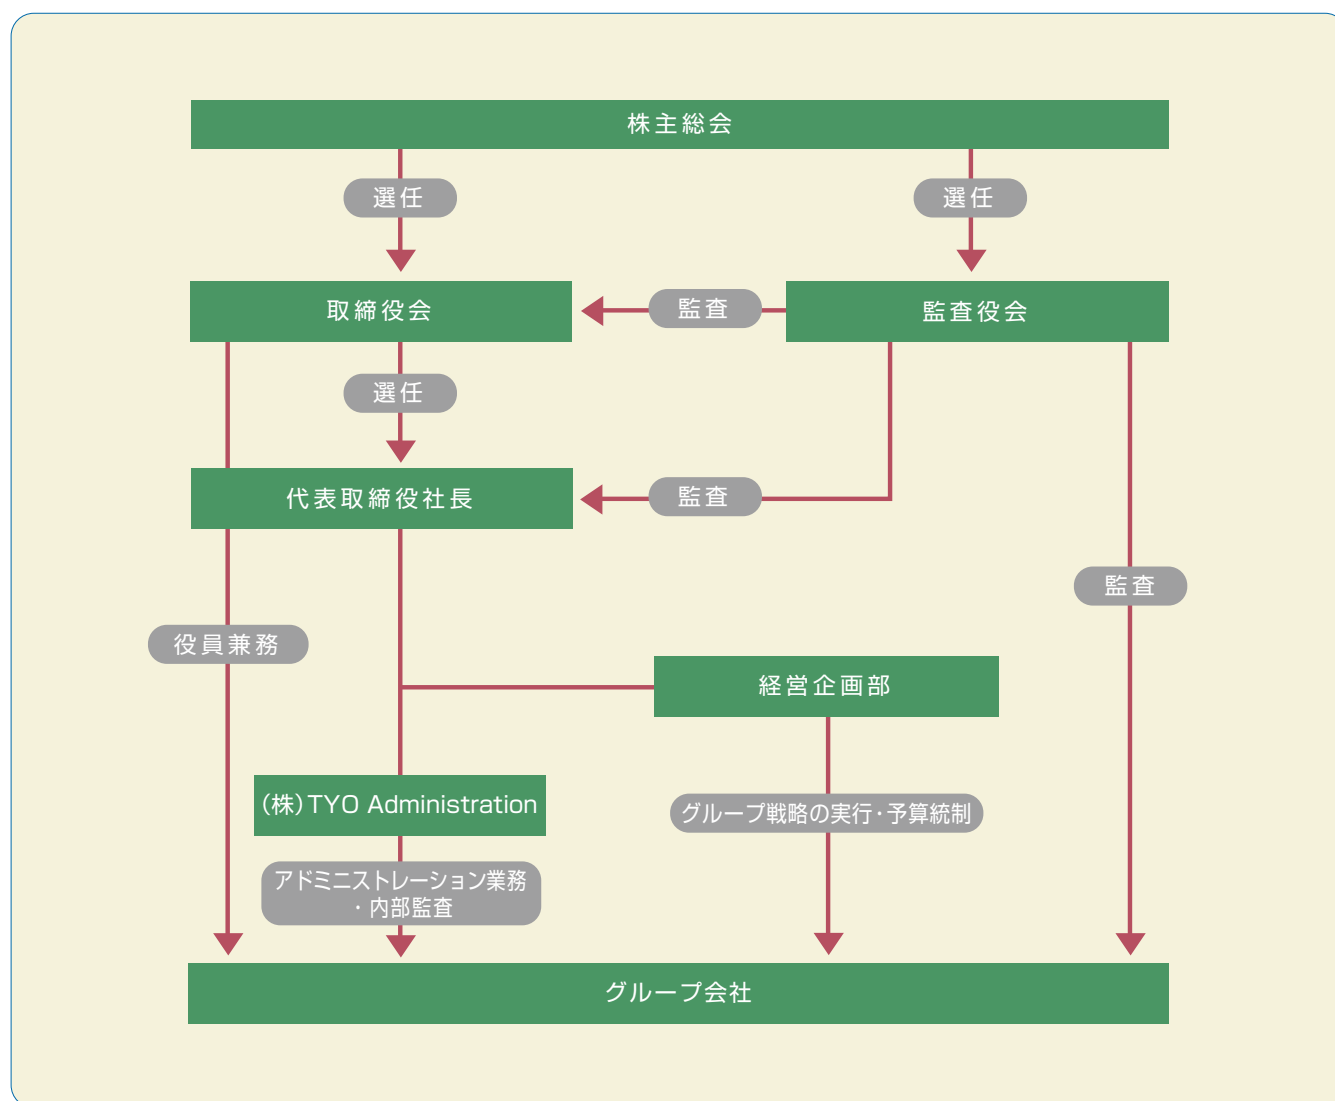 株主総会
選任
選任
取締役会
監査
監査役会
選任
代表取締役社長
監査
監査
役員兼務
経営企画部
(株)TYO Administration
グループ戦略の実行・予算統制
アドミニストレーション業務
・内部監査
グループ会社